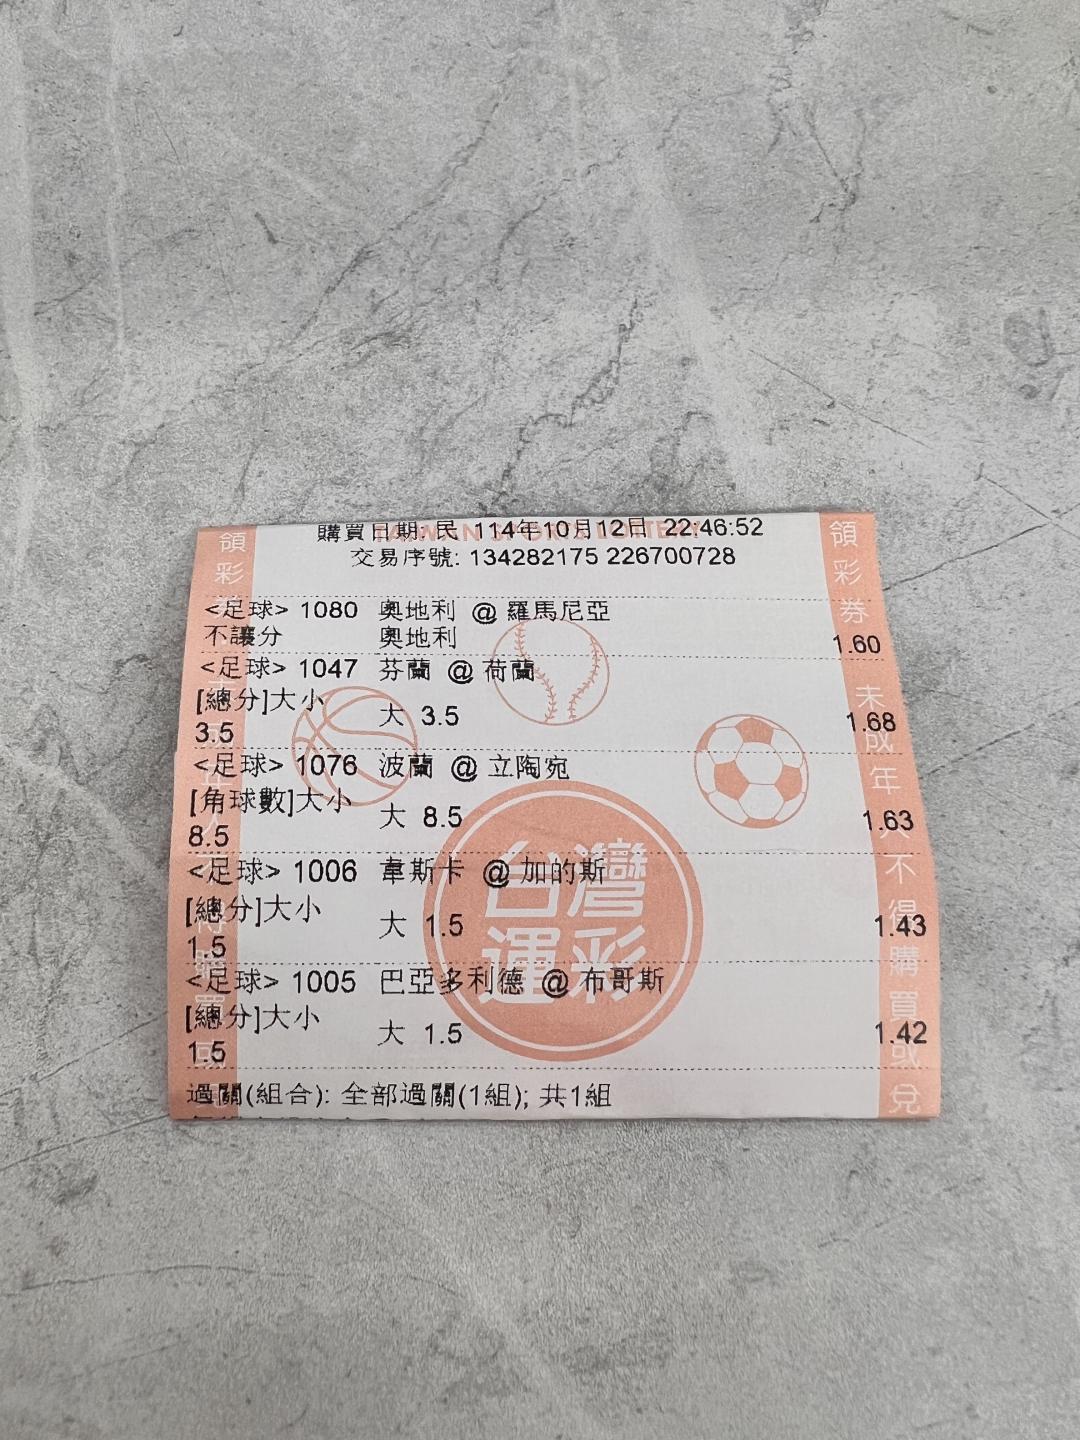 購買日期: 民 114年10月12日 22:46:52
交易序號: 134282175 226700728
<足球> 1080 奧地利 @ 羅馬尼亞
不讓分 奧地利 1.60
<足球> 1047 芬蘭 @ 荷蘭
[總分]大小 大 3.5 1.68
3.5
<足球> 1076 波蘭 @ 立陶宛
[角球數]大小 大 8.5 1.63
8.5
<足球> 1006 韋斯卡 @ 加的斯
[總分]大小 大 1.5 1.43
1.5
<足球> 1005 巴亞多利德 @ 布哥斯
[總分]大小 大 1.5 1.42
1.5
過關(組合): 全部過關(1組); 共1組
台灣
運彩
領彩券
未成年人不得購買或兌
領彩